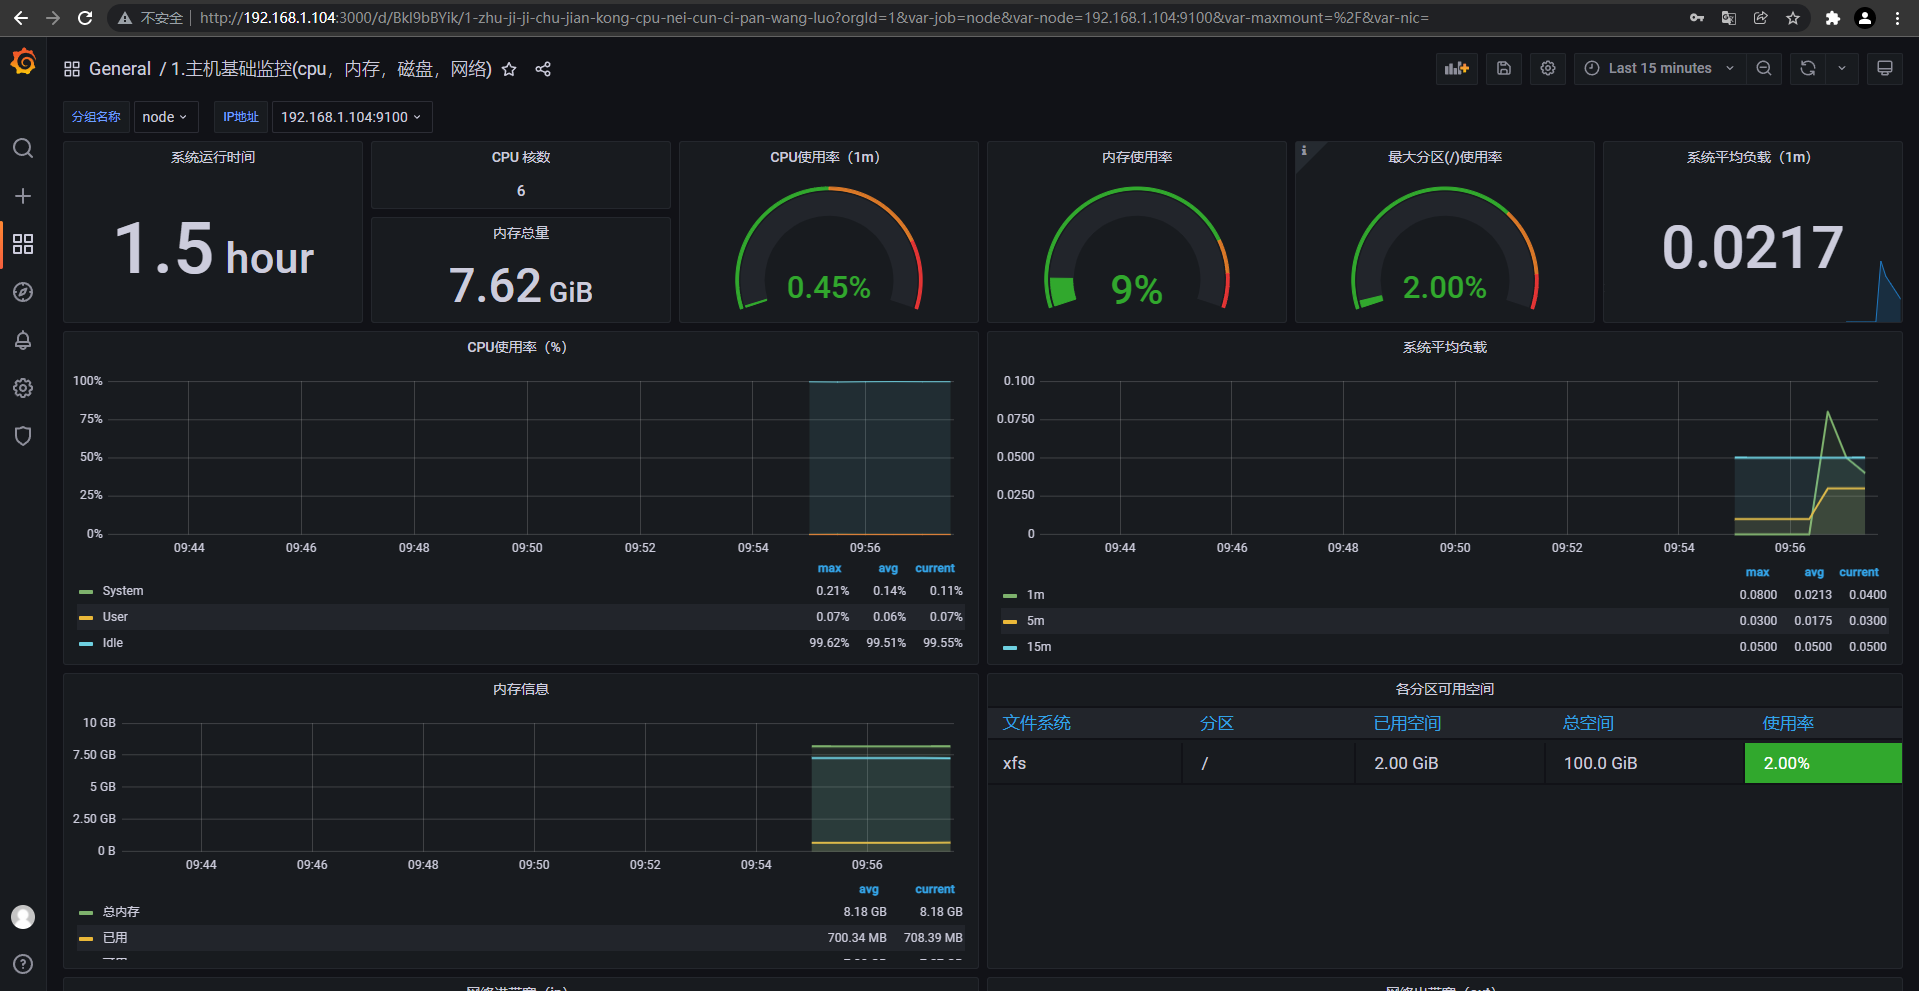 不安全
http://192.168.1.104:3000/d/BkI9bBYik/1-zhu-ji-ji-chu-jian-kong-cpu-nei-cun-ci-pan-wang-luo?orgId=1&var-job=node&var-node=192.168.1.104:9100&var-maxmount=%2F&var-nic=
General / 1.主机基础监控(cpu，内存，磁盘，网络)
Last 15 minutes
分组名称 node IP地址 192.168.1.104:9100
系统运行时间
1.5 hour
CPU 核数
6
内存总量
7.62 GiB
CPU使用率（1m）
0.45%
内存使用率
9%
i
最大分区(/)使用率
2.00%
系统平均负载（1m）
0.0217
CPU使用率（%）
100%
75%
50%
25%
0%
09:44 09:46 09:48 09:50 09:52 09:54 09:56
max avg current
System 0.21% 0.14% 0.11%
User 0.07% 0.06% 0.07%
Idle 99.62% 99.51% 99.55%
系统平均负载
0.100
0.0750
0.0500
0.0250
0
09:44 09:46 09:48 09:50 09:52 09:54 09:56
max avg current
1m 0.0800 0.0213 0.0400
5m 0.0300 0.0175 0.0300
15m 0.0500 0.0500 0.0500
内存信息
10 GB
7.50 GB
5 GB
2.50 GB
0 B
09:44 09:46 09:48 09:50 09:52 09:54 09:56
avg current
总内存 8.18 GB 8.18 GB
已用 700.34 MB 708.39 MB
各分区可用空间
文件系统 分区 已用空间 总空间 使用率
xfs / 2.00 GiB 100.0 GiB 2.00%